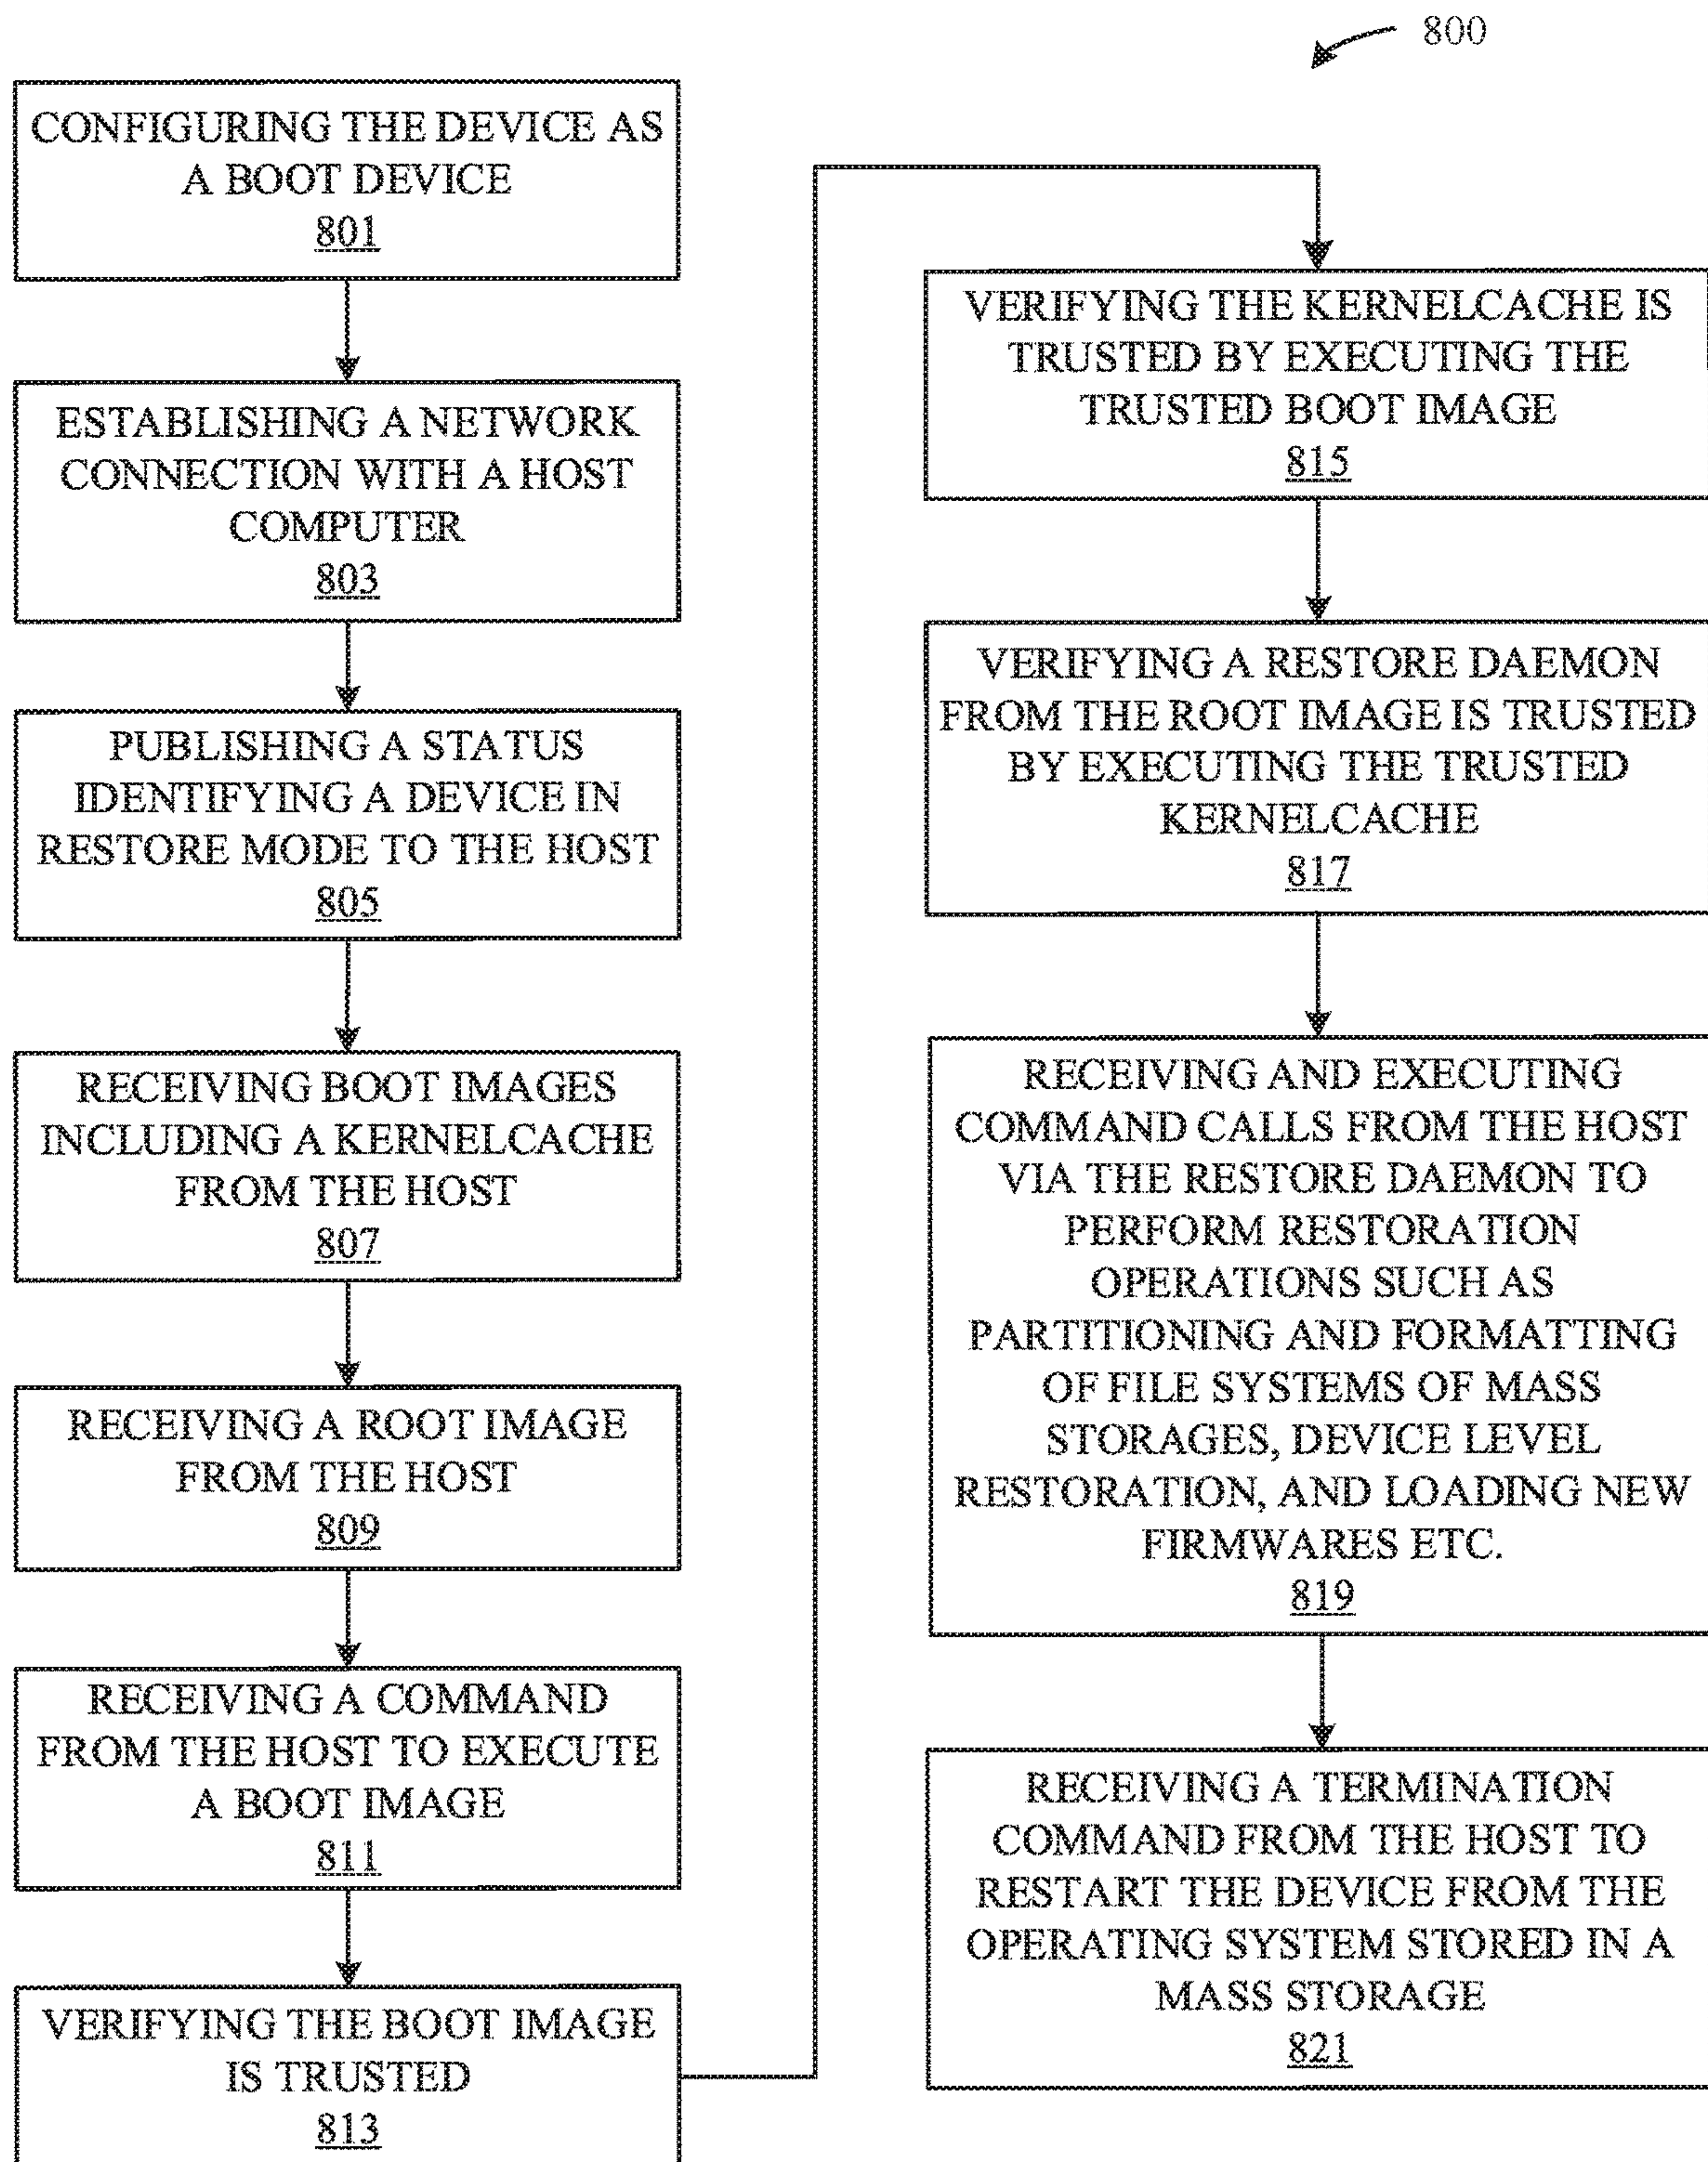 800
CONFIGURING THE DEVICE AS
A BOOT DEVICE
801
ESTABLISHING A NETWORK
CONNECTION WITH A HOST
COMPUTER
803
PUBLISHING A STATUS
IDENTIFYING A DEVICE IN
RESTORE MODE TO THE HOST
805
RECEIVING BOOT IMAGES
INCLUDING A KERNELCACHE
FROM THE HOST
807
RECEIVING A ROOT IMAGE
FROM THE HOST
809
RECEIVING A COMMAND
FROM THE HOST TO EXECUTE
A BOOT IMAGE
811
VERIFYING THE BOOT IMAGE
IS TRUSTED
813
VERIFYING THE KERNELCACHE IS
TRUSTED BY EXECUTING THE
TRUSTED BOOT IMAGE
815
VERIFYING A RESTORE DAEMON
FROM THE ROOT IMAGE IS TRUSTED
BY EXECUTING THE TRUSTED
KERNELCACHE
817
RECEIVING AND EXECUTING
COMMAND CALLS FROM THE HOST
VIA THE RESTORE DAEMON TO
PERFORM RESTORATION
OPERATIONS SUCH AS
PARTITIONING AND FORMATTING
OF FILE SYSTEMS OF MASS
STORAGES, DEVICE LEVEL
RESTORATION, AND LOADING NEW
FIRMWARES ETC.
819
RECEIVING A TERMINATION
COMMAND FROM THE HOST TO
RESTART THE DEVICE FROM THE
OPERATING SYSTEM STORED IN A
MASS STORAGE
821